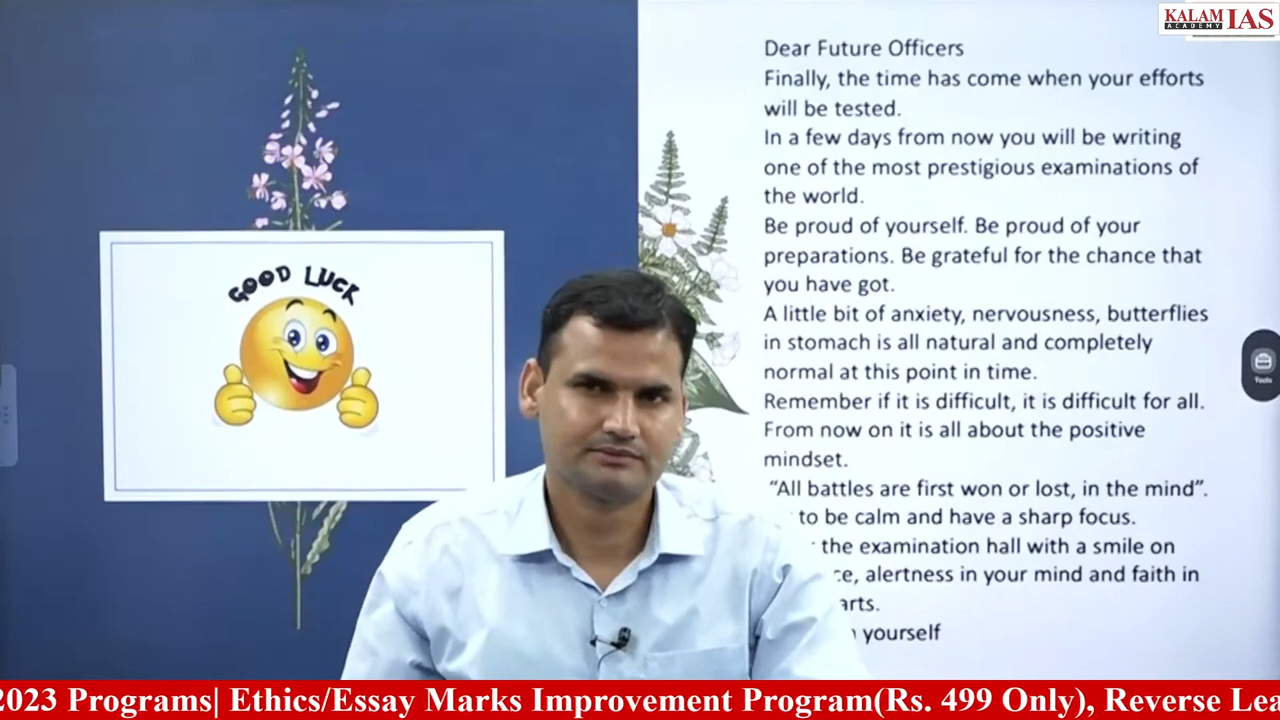 KALAM IAS
ACADEMY
Dear Future Officers
Finally, the time has come when your efforts
will be tested.
In a few days from now you will be writing
one of the most prestigious examinations of
the world.
Be proud of yourself. Be proud of your
preparations. Be grateful for the chance that
you have got.
A little bit of anxiety, nervousness, butterflies
in stomach is all natural and completely
normal at this point in time.
Remember if it is difficult, it is difficult for all.
From now on it is all about the positive
mindset.
“All battles are first won or lost, in the mind”.
to be calm and have a sharp focus.
the examination hall with a smile on
alertness in your mind and faith in
yourself
GOOD LUCK
Tools
2023 Programs| Ethics/Essay Marks Improvement Program(Rs. 499 Only), Reverse